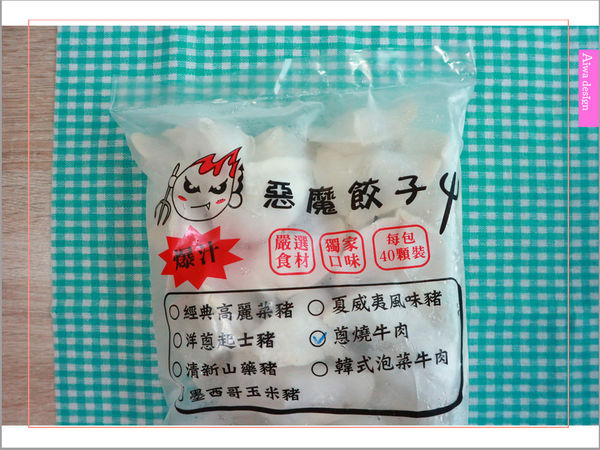 Aiwa design
惡魔餃子
爆汁
嚴選
食材
獨家
口味
每包
40顆裝
經典高麗菜豬
洋蔥起士豬
清新山藥豬
墨西哥玉米豬
夏威夷風味豬
蔥燒牛肉
韓式泡菜牛肉